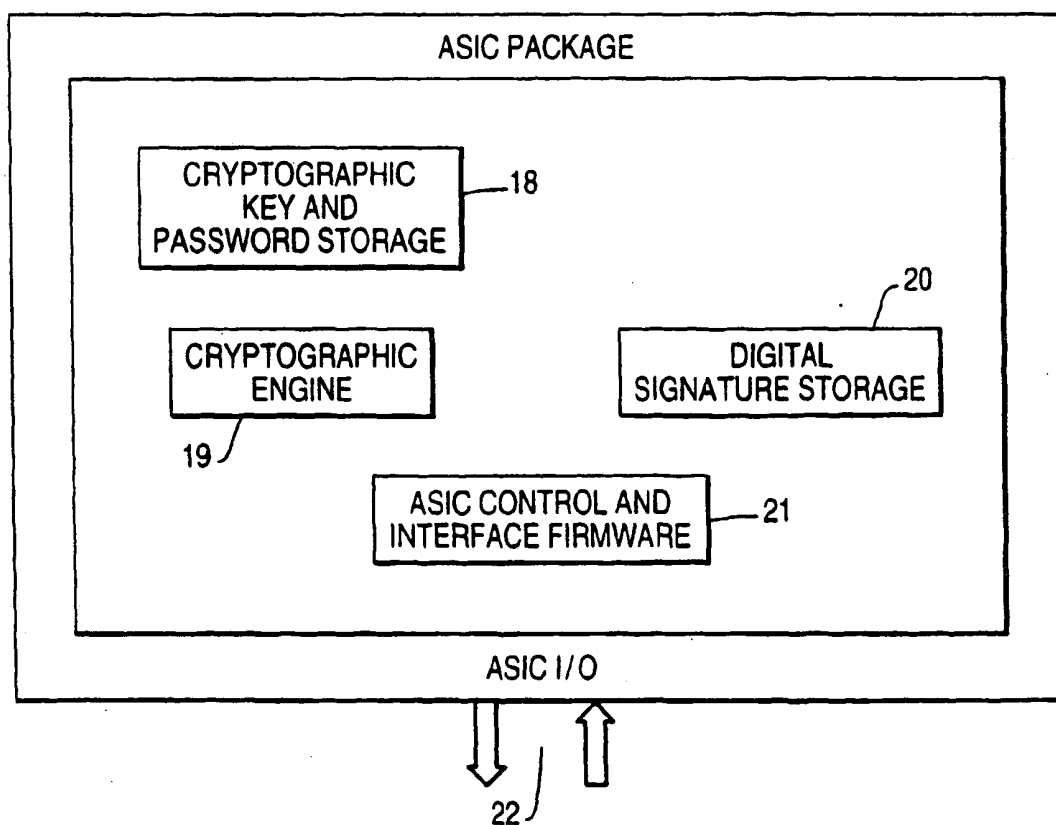 ASIC PACKAGE
CRYPTOGRAPHIC
KEY AND
PASSWORD STORAGE
18
20
CRYPTOGRAPHIC
ENGINE
DIGITAL
SIGNATURE STORAGE
19
ASIC CONTROL AND
INTERFACE FIRMWARE
21
ASIC I/O
22